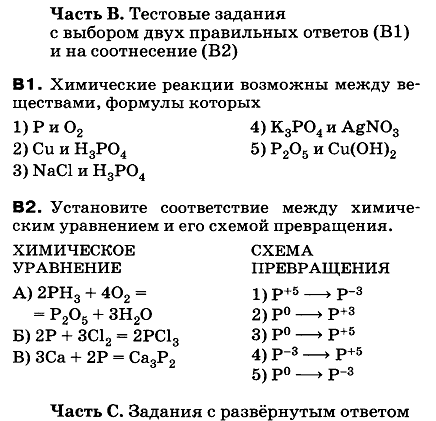 Часть В. Тестовые задания
с выбором двух правильных ответов (В1)
и на соотнесение (В2)
В1. Химические реакции возможны между ве-
ществами, формулы которых
1) P и O₂
2) Cu и H₃PO₄
3) NaCl и H₃PO₄
4) K₃PO₄ и AgNO₃
5) P₂O₅ и Cu(OH)₂
В2. Установите соответствие между химиче-
ским уравнением и его схемой превращения.
ХИМИЧЕСКОЕ
УРАВНЕНИЕ
А) 2PH₃ + 4O₂ =
= P₂O₅ + 3H₂O
Б) 2P + 3Cl₂ = 2PCl₃
В) 3Ca + 2P = Ca₃P₂
СХЕМА
ПРЕВРАЩЕНИЯ
1) P⁺⁵ ⟶ P⁻³
2) P⁰ ⟶ P⁺³
3) P⁰ ⟶ P⁺⁵
4) P⁻³ ⟶ P⁺⁵
5) P⁰ ⟶ P⁻³
Часть С. Задания с развёрнутым ответом